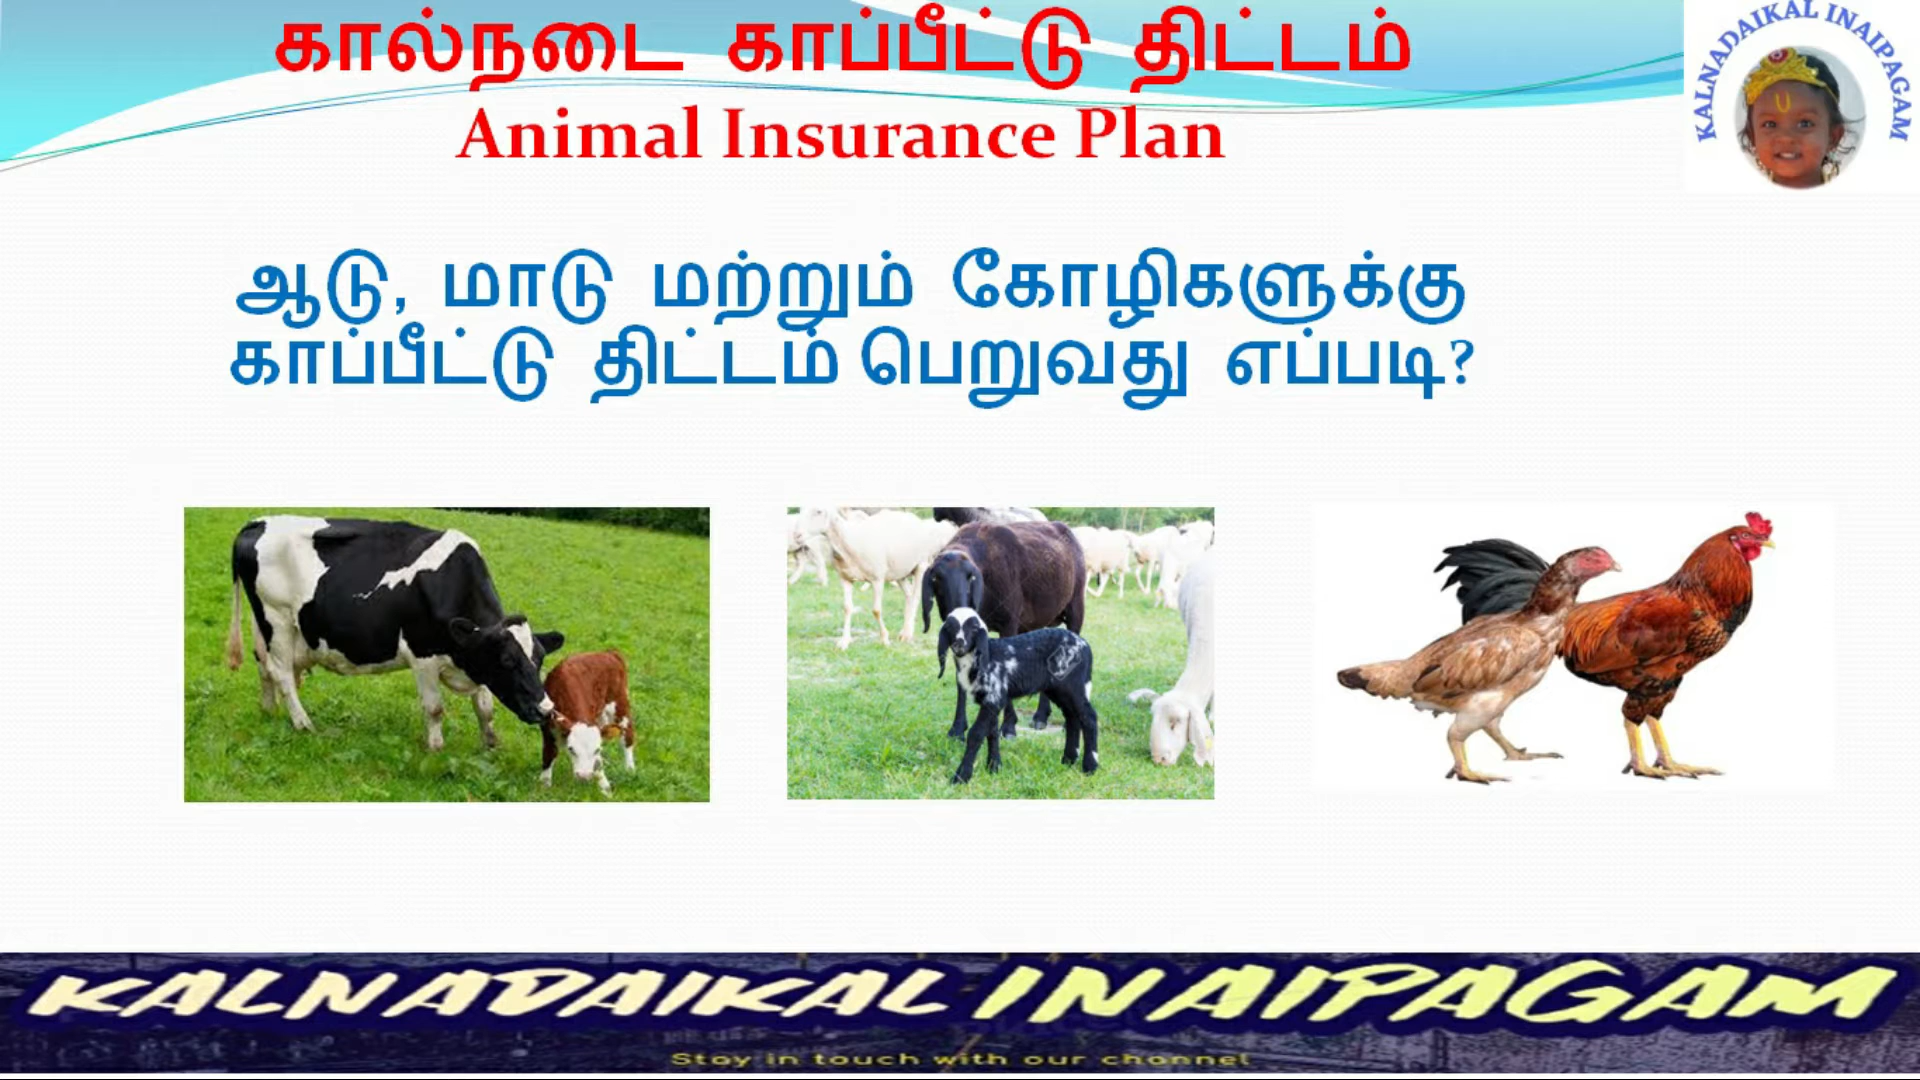 கால்நடை காப்பீட்டு திட்டம்
Animal Insurance Plan
KALNADAIKAL INAIPAGAM
ஆடு, மாடு மற்றும் கோழிகளுக்கு
காப்பீட்டு திட்டம் பெறுவது எப்படி?
KALNADAIKAL INAIPAGAM
Stay in touch with our channel